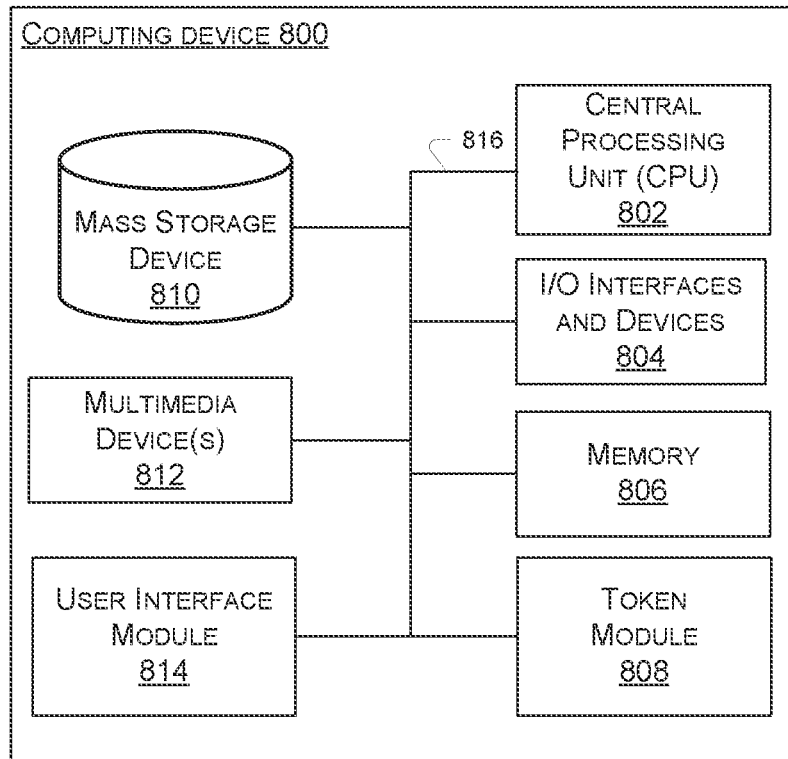 COMPUTING DEVICE 800
816
CENTRAL
PROCESSING
UNIT (CPU)
802
MASS STORAGE
DEVICE
810
I/O INTERFACES
AND DEVICES
804
MULTIMEDIA
DEVICE(S)
812
MEMORY
806
USER INTERFACE
MODULE
814
TOKEN
MODULE
808